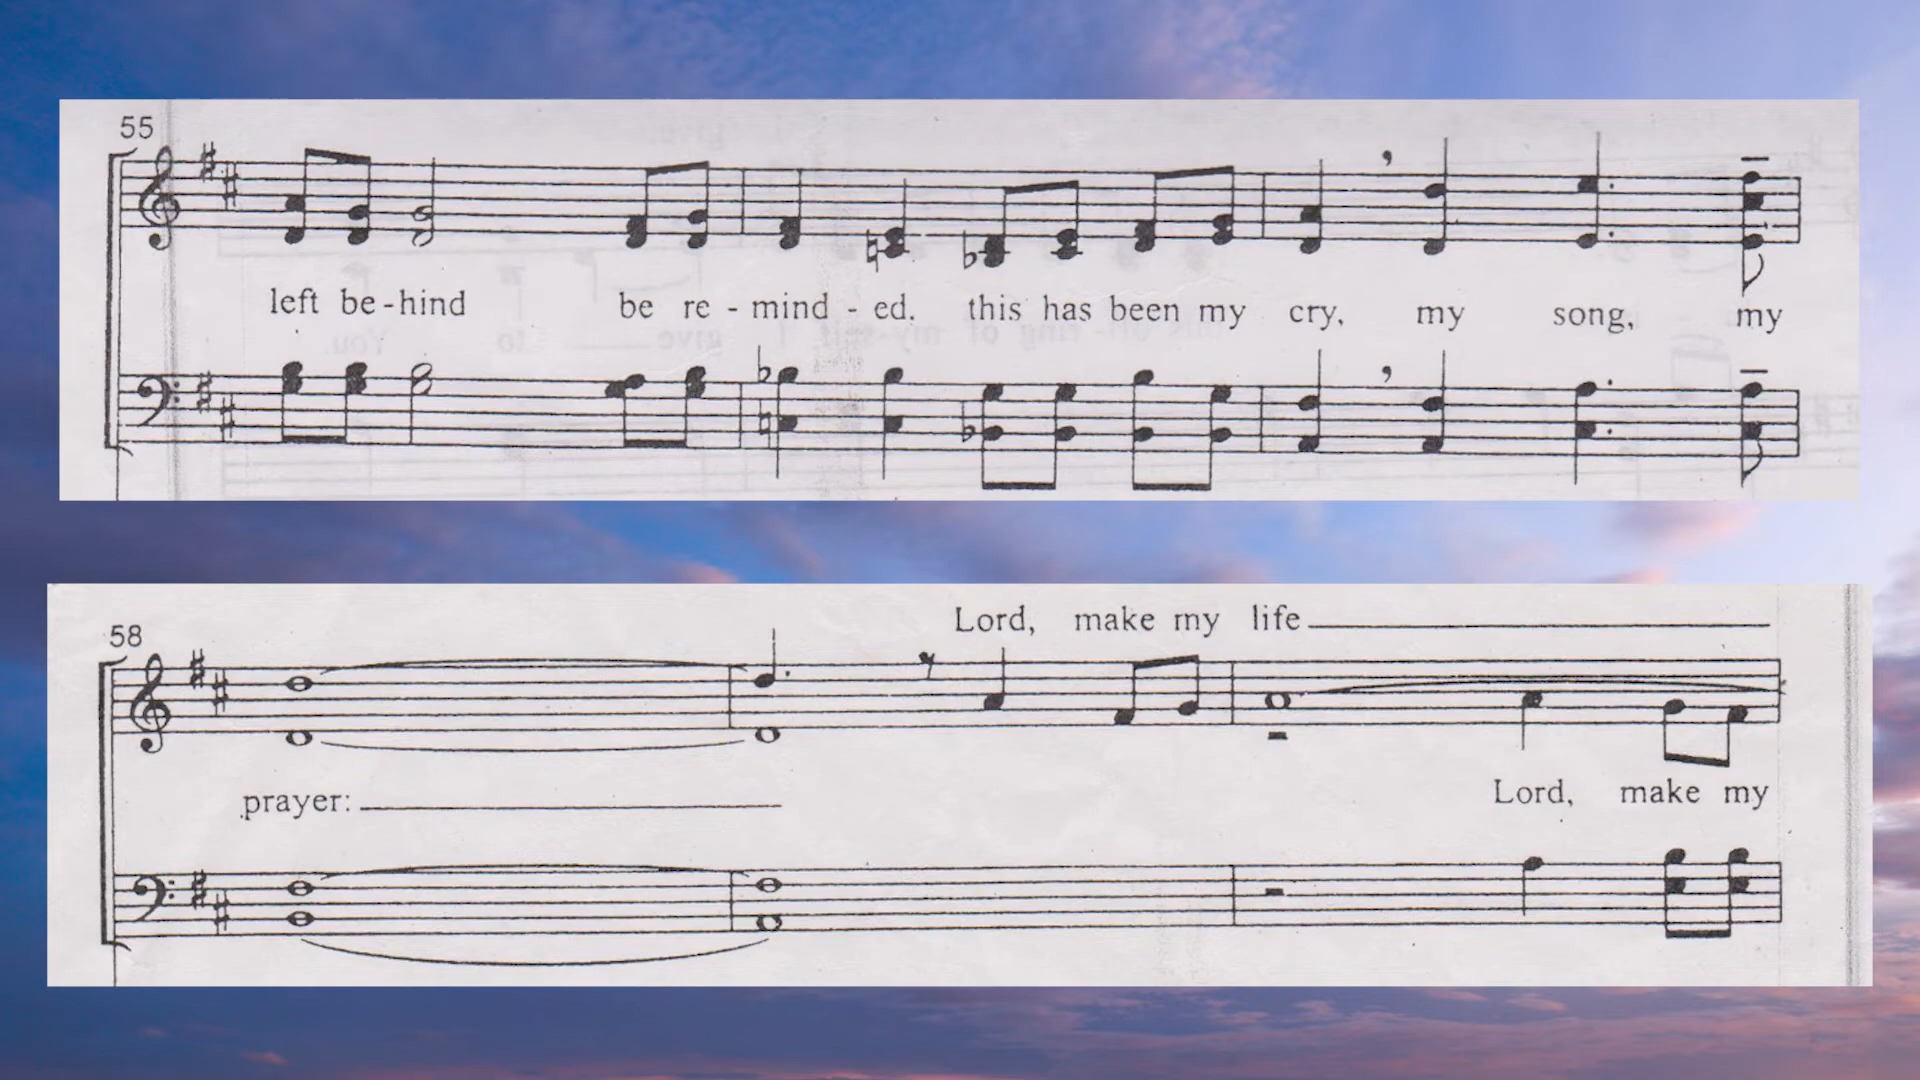 55
left be - hind be re - mind - ed. this has been my cry, my song, my
58
Lord, make my life
prayer:
Lord, make my